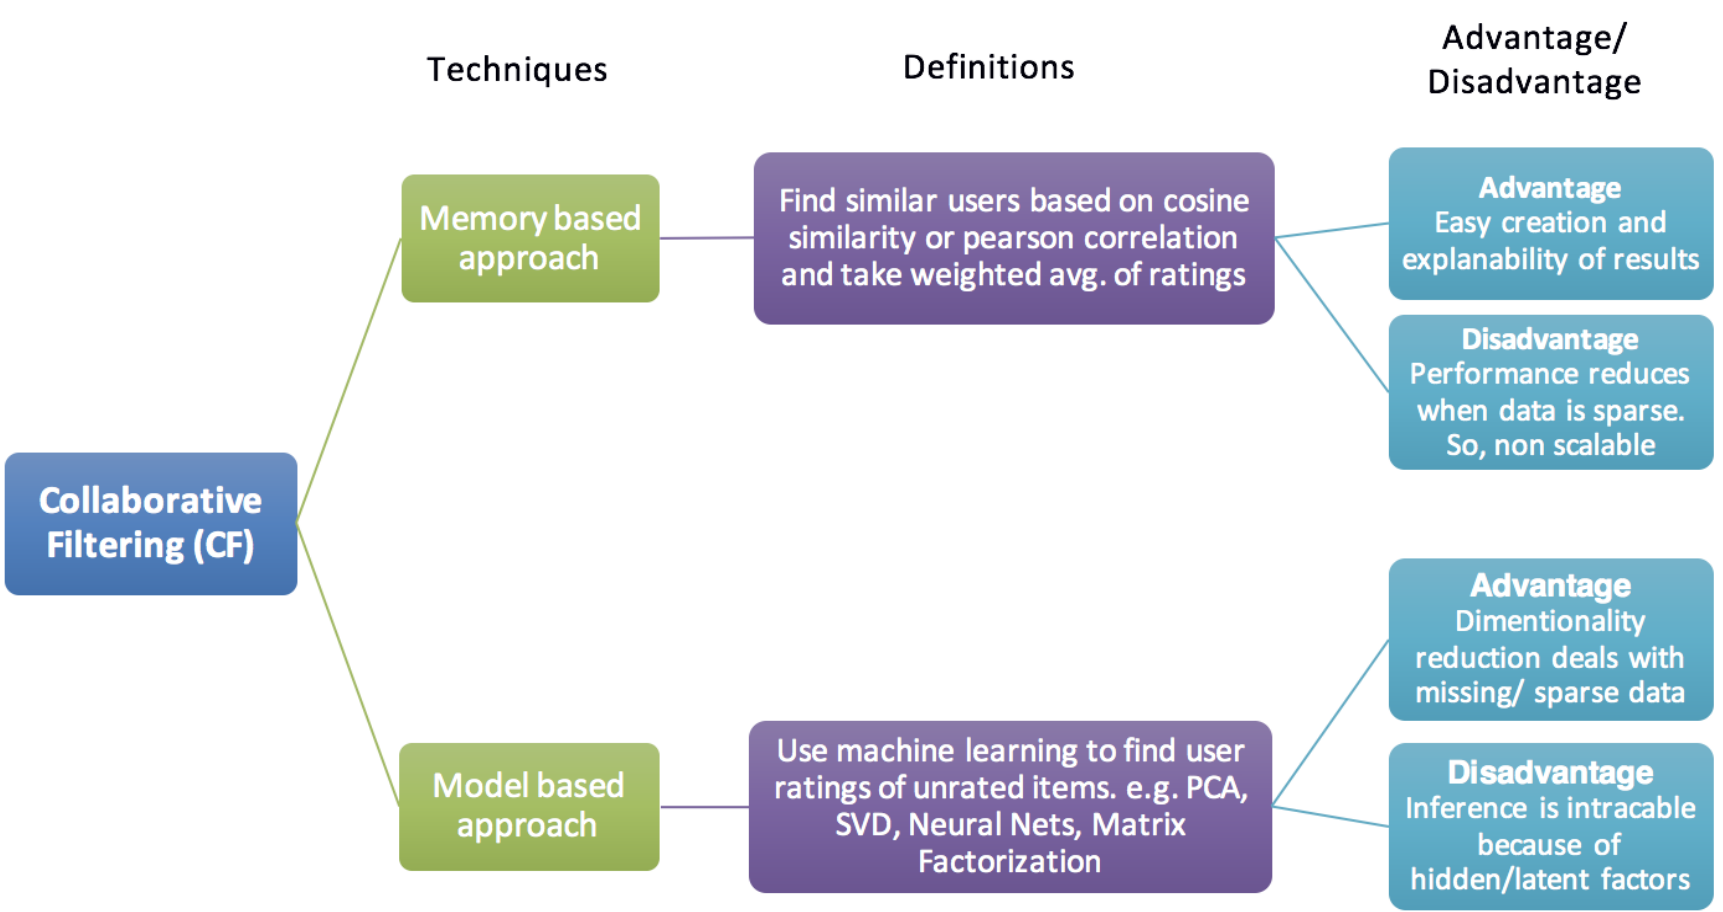 Techniques
Definitions
Advantage/
Disadvantage
Collaborative
Filtering (CF)
Memory based
approach
Find similar users based on cosine
similarity or pearson correlation
and take weighted avg. of ratings
Advantage
Easy creation and
explanability of results
Disadvantage
Performance reduces
when data is sparse.
So, non scalable
Model based
approach
Use machine learning to find user
ratings of unrated items. e.g. PCA,
SVD, Neural Nets, Matrix
Factorization
Advantage
Dimentionality
reduction deals with
missing/ sparse data
Disadvantage
Inference is intracable
because of
hidden/latent factors